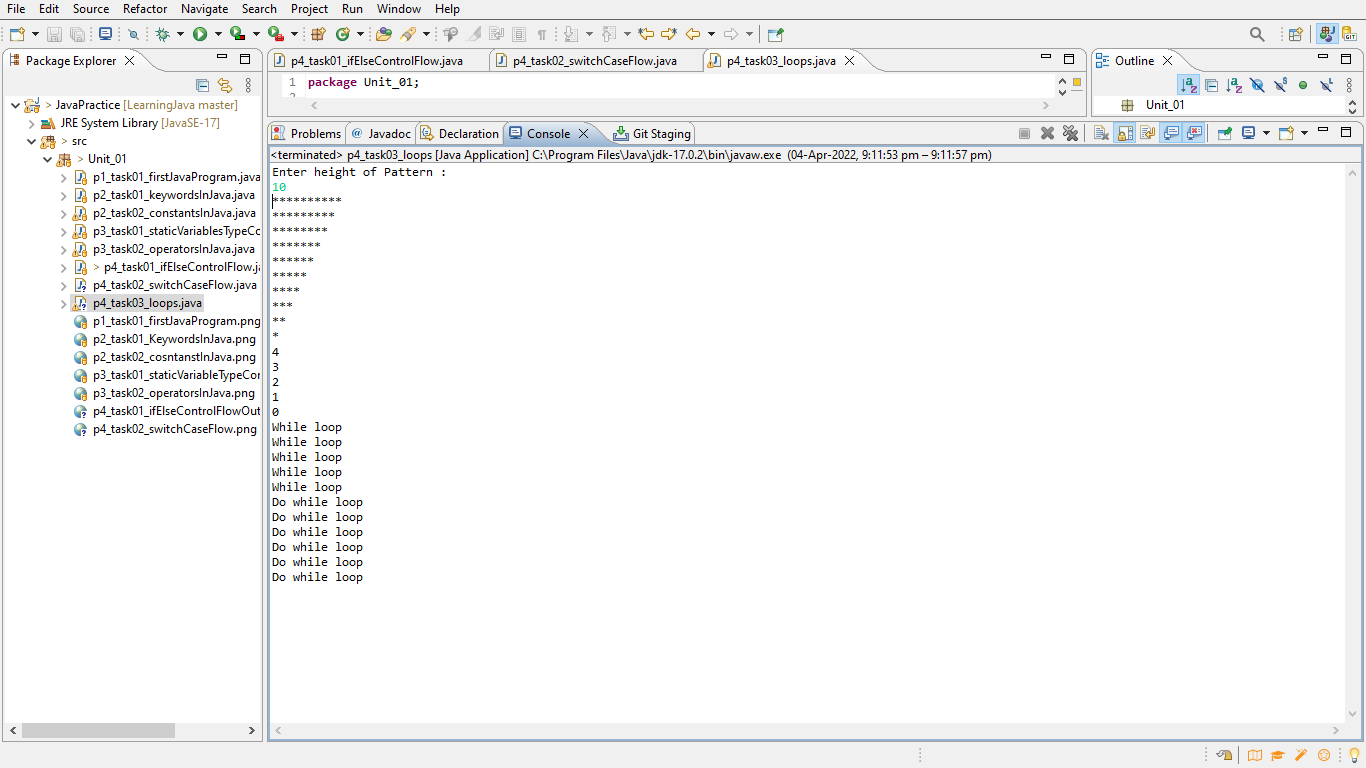 File Edit Source Refactor Navigate Search Project Run Window Help
Package Explorer
p4_task01_ifElseControlFlow.java p4_task02_switchCaseFlow.java p4_task03_loops.java
Outline
1 package Unit_01;
Unit_01
> JavaPractice [LearningJava master]
JRE System Library [JavaSE-17]
> src
> Unit_01
p1_task01_firstJavaProgram.java
p2_task01_keywordsInJava.java
p2_task02_constantsInJava.java
p3_task01_staticVariablesTypeCo
p3_task02_operatorsInJava.java
> p4_task01_ifElseControlFlow.ja
p4_task02_switchCaseFlow.java
p4_task03_loops.java
p1_task01_firstJavaProgram.png
p2_task01_KeywordsInJava.png
p2_task02_cosntanstInJava.png
p3_task01_staticVariableTypeCor
p3_task02_operatorsInJava.png
p4_task01_ifElseControlFlowOut
p4_task02_switchCaseFlow.png
Problems @ Javadoc Declaration Console Git Staging
<terminated> p4_task03_loops [Java Application] C:\Program Files\Java\jdk-17.0.2\bin\javaw.exe (04-Apr-2022, 9:11:53 pm – 9:11:57 pm)
Enter height of Pattern :
10
**********
*********
********
*******
******
*****
****
***
**
*
4
3
2
1
0
While loop
While loop
While loop
While loop
While loop
Do while loop
Do while loop
Do while loop
Do while loop
Do while loop
Do while loop